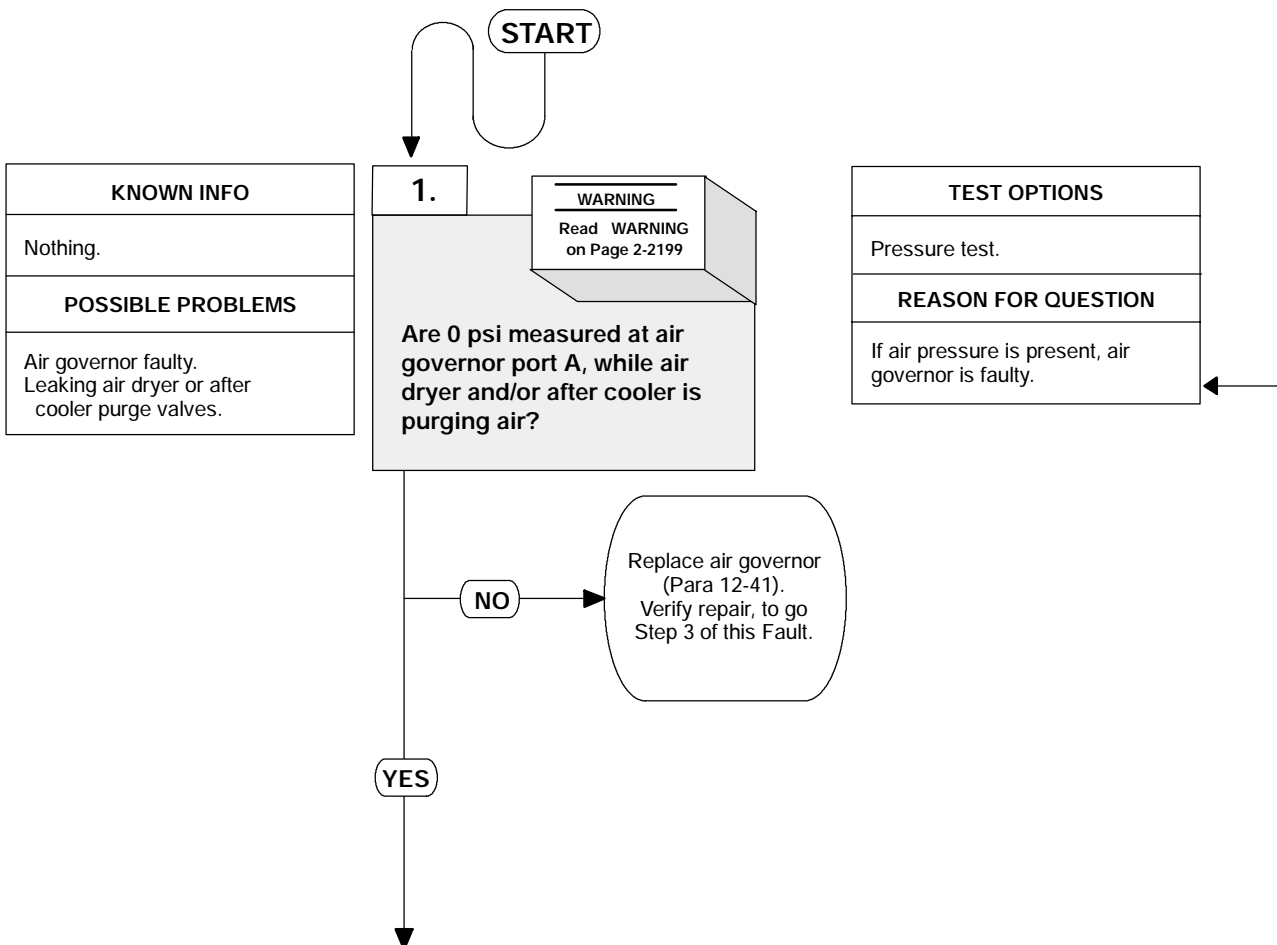 START
KNOWN INFO
Nothing.
POSSIBLE PROBLEMS
Air governor faulty.
Leaking air dryer or after
cooler purge valves.
1.
WARNING
Read WARNING
on Page 2-2199
Are 0 psi measured at air
governor port A, while air
dryer and/or after cooler is
purging air?
TEST OPTIONS
Pressure test.
REASON FOR QUESTION
If air pressure is present, air
governor is faulty.
NO
Replace air governor
(Para 12-41).
Verify repair, to go
Step 3 of this Fault.
YES